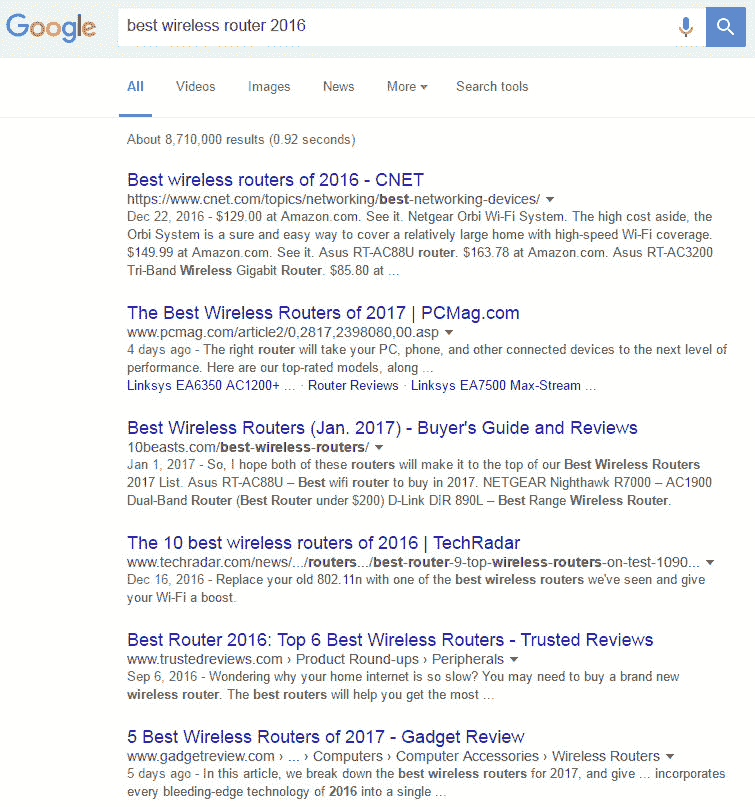 Google
best wireless router 2016
All Videos Images News More Search tools
About 8,710,000 results (0.92 seconds)
Best wireless routers of 2016 - CNET
https://www.cnet.com/topics/networking/best-networking-devices/
Dec 22, 2016 - $129.00 at Amazon.com. See it. Netgear Orbi Wi-Fi System. The high cost aside, the
Orbi System is a sure and easy way to cover a relatively large home with high-speed Wi-Fi coverage.
$149.99 at Amazon.com. See it. Asus RT-AC88U router. $163.78 at Amazon.com. Asus RT-AC3200
Tri-Band Wireless Gigabit Router. $85.80 at ...
The Best Wireless Routers of 2017 | PCMag.com
www.pcmag.com/article2/0,2817,2398080,00.asp
4 days ago - The right router will take your PC, phone, and other connected devices to the next level of
performance. Here are our top-rated models, along ...
Linksys EA6350 AC1200+ ... · Router Reviews · Linksys EA7500 Max-Stream ...
Best Wireless Routers (Jan. 2017) - Buyer's Guide and Reviews
10beasts.com/best-wireless-routers/
Jan 1, 2017 - So, I hope both of these routers will make it to the top of our Best Wireless Routers
2017 List. Asus RT-AC88U – Best wifi router to buy in 2017. NETGEAR Nighthawk R7000 – AC1900
Dual-Band Router (Best Router under $200) D-Link DIR 890L – Best Range Wireless Router.
The 10 best wireless routers of 2016 | TechRadar
www.techradar.com/news/.../routers.../best-router-9-top-wireless-routers-on-test-1090...
Dec 16, 2016 - Replace your old 802.11n with one of the best wireless routers we've seen and give
your Wi-Fi a boost.
Best Router 2016: Top 6 Best Wireless Routers - Trusted Reviews
www.trustedreviews.com › Product Round-ups › Peripherals
Sep 6, 2016 - Wondering why your home internet is so slow? You may need to buy a brand new
wireless router. The best routers will help you get the most ...
5 Best Wireless Routers of 2017 - Gadget Review
www.gadgetreview.com › ... › Computers › Computer Accessories › Wireless Routers
5 days ago - In this article, we break down the best wireless routers for 2017, and give ... incorporates
every bleeding-edge technology of 2016 into a single ...